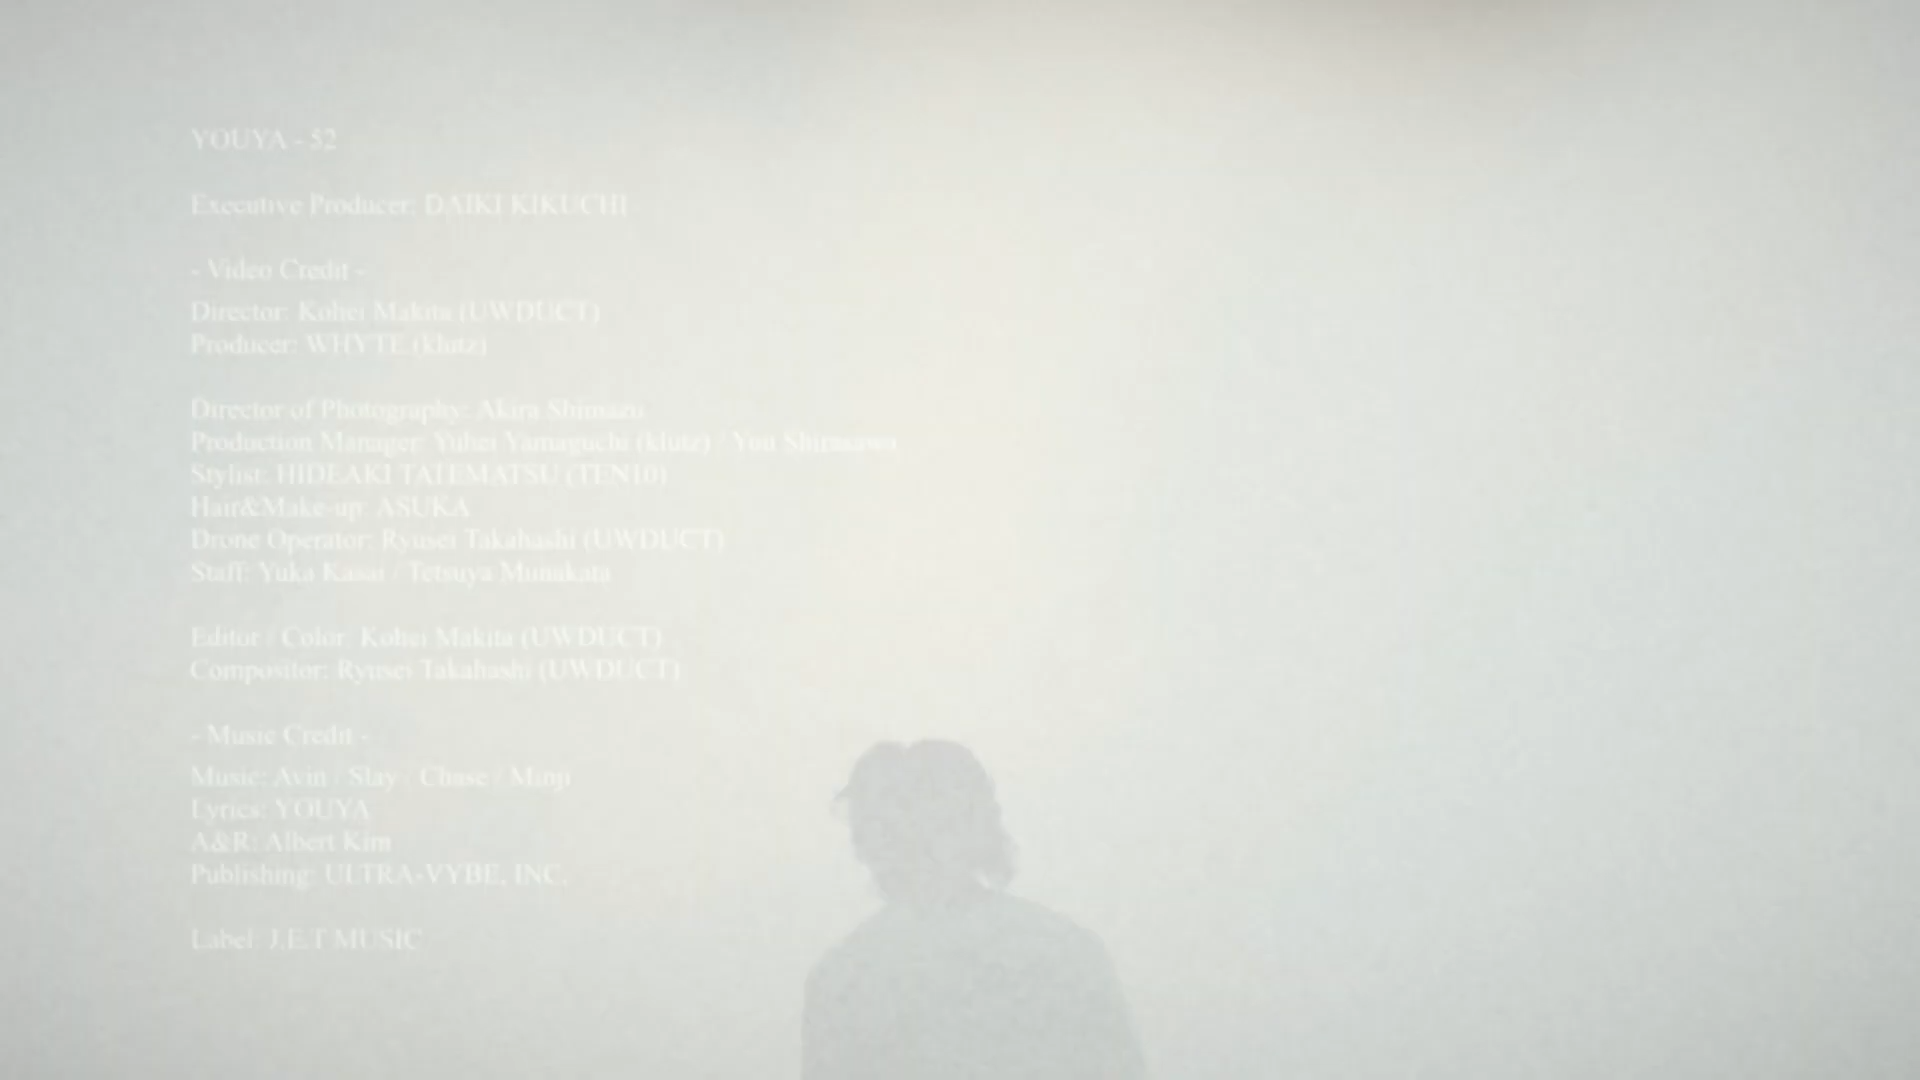 YOUYA - 52
Executive Producer: DAIKI KIKUCHI
- Video Credit -
Director: Kohei Makita (UWDUCT)
Producer: WHYTE (klutz)
Director of Photography: Akira Shimazu
Production Manager: Yuhei Yamaguchi (klutz) / You Shirasawa
Stylist: HIDEAKI TATEMATSU (TEN10)
Hair&Make-up: ASUKA
Drone Operator: Ryusei Takahashi (UWDUCT)
Staff: Yuka Kasai / Tetsuya Munakata
Editor / Color: Kohei Makita (UWDUCT)
Compositor: Ryusei Takahashi (UWDUCT)
- Music Credit -
Music: Avin / Slay / Chase / Minji
Lyrics: YOUYA
A&R: Albert Kim
Publishing: ULTRA-VYBE, INC.
Label: J.E.T MUSIC